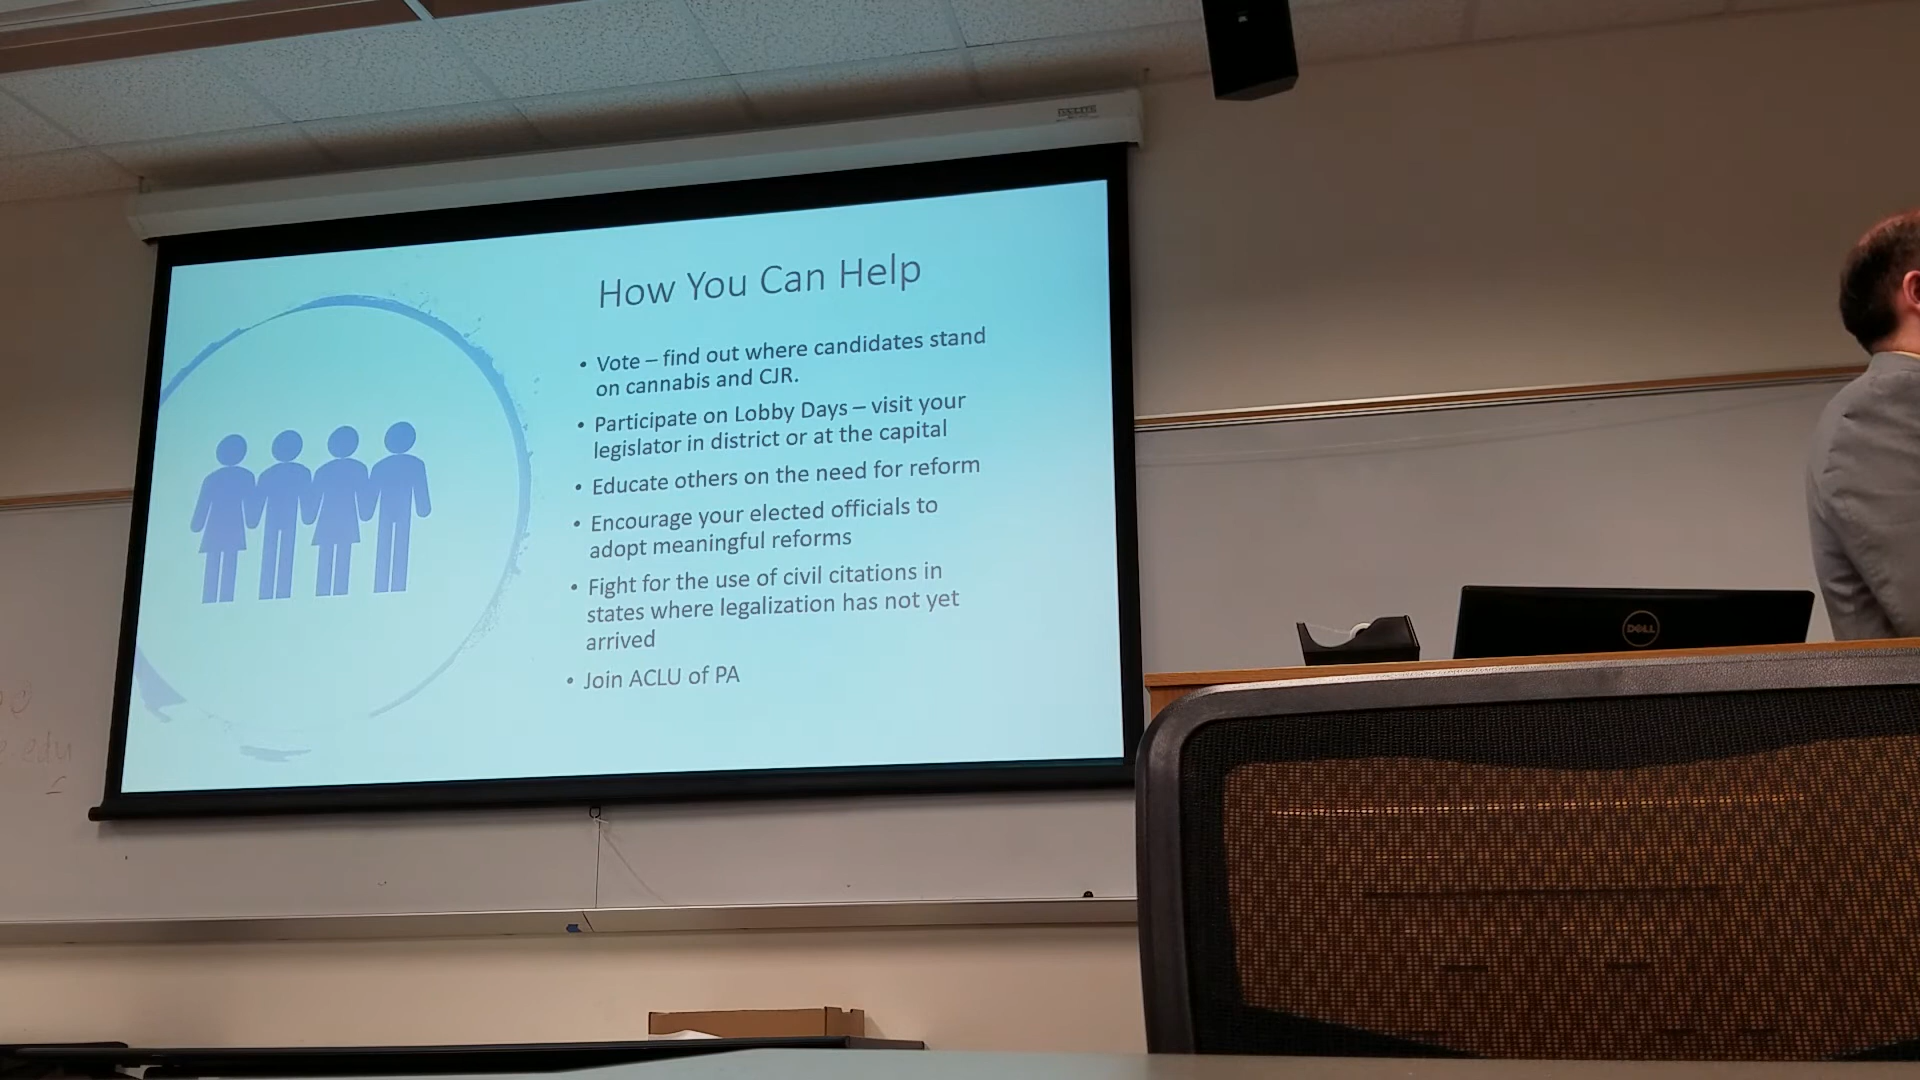 How You Can Help
• Vote – find out where candidates stand
on cannabis and CJR.
• Participate on Lobby Days – visit your
legislator in district or at the capital
• Educate others on the need for reform
• Encourage your elected officials to
adopt meaningful reforms
• Fight for the use of civil citations in
states where legalization has not yet
arrived
• Join ACLU of PA
DELL